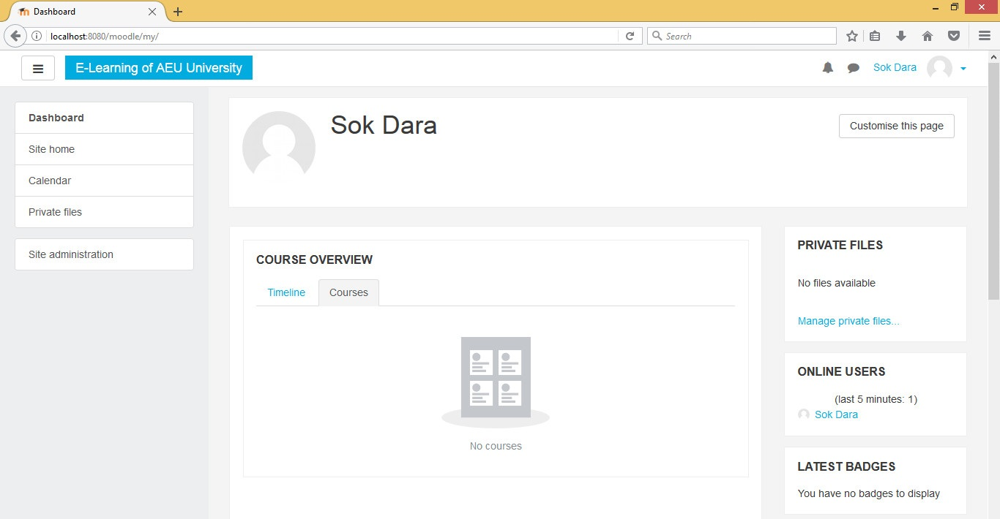 Dashboard
localhost:8080/moodle/my/
Search
E-Learning of AEU University
Sok Dara
Dashboard
Site home
Calendar
Private files
Site administration
Sok Dara
Customise this page
COURSE OVERVIEW
Timeline
Courses
No courses
PRIVATE FILES
No files available
Manage private files...
ONLINE USERS
(last 5 minutes: 1)
Sok Dara
LATEST BADGES
You have no badges to display